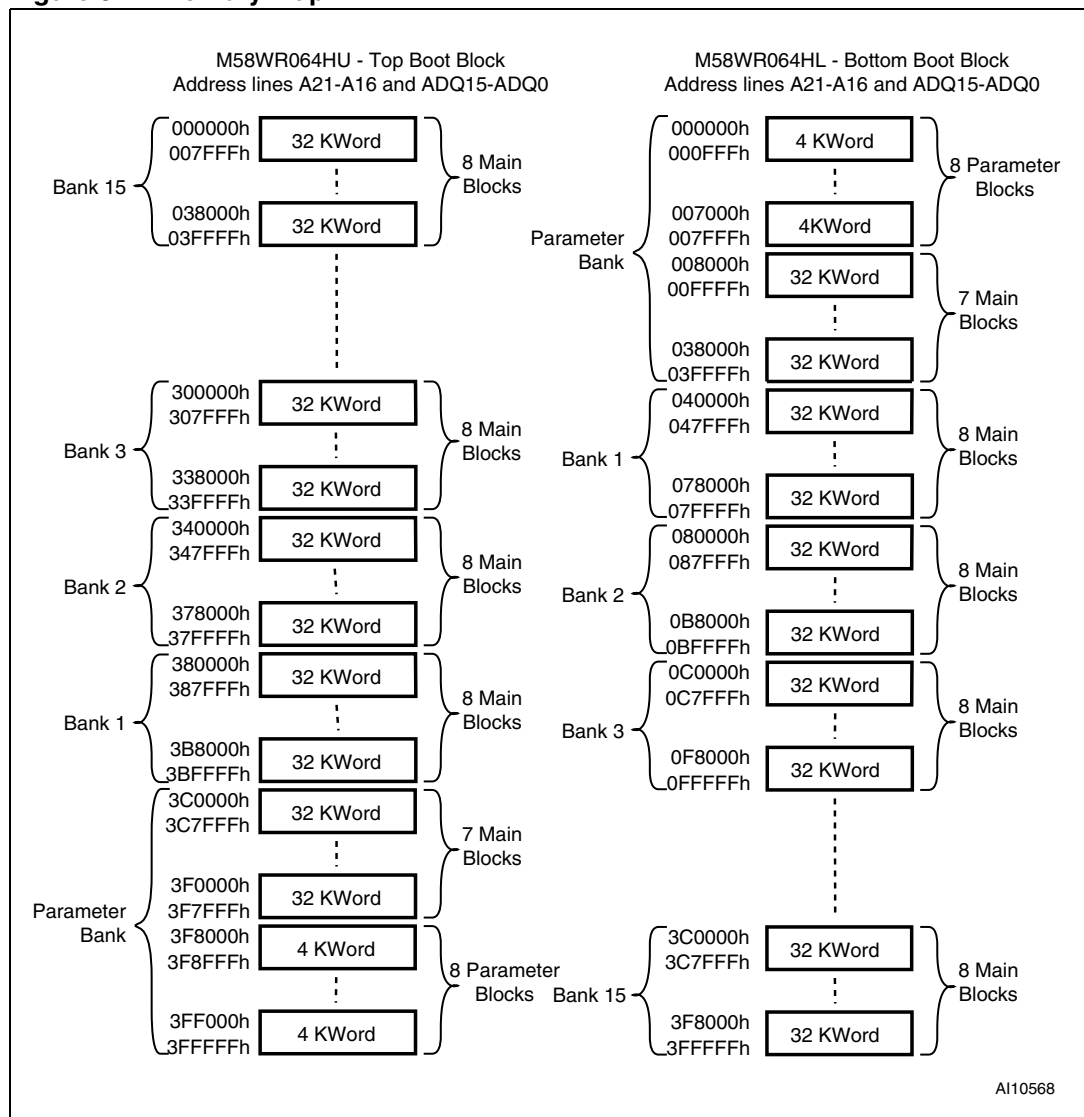 M58WR064HU - Top Boot Block
Address lines A21-A16 and ADQ15-ADQ0
000000h
007FFFh
32 KWord
Bank 15
8 Main
Blocks
038000h
03FFFFh
32 KWord
300000h
307FFFh
32 KWord
Bank 3
8 Main
Blocks
338000h
33FFFFh
32 KWord
340000h
347FFFh
32 KWord
Bank 2
8 Main
Blocks
378000h
37FFFFh
32 KWord
380000h
387FFFh
32 KWord
Bank 1
8 Main
Blocks
3B8000h
3BFFFFh
32 KWord
3C0000h
3C7FFFh
32 KWord
7 Main
Blocks
3F0000h
3F7FFFh
32 KWord
Parameter
Bank
3F8000h
3F8FFFh
4 KWord
8 Parameter
Blocks
3FF000h
3FFFFFh
4 KWord
M58WR064HL - Bottom Boot Block
Address lines A21-A16 and ADQ15-ADQ0
000000h
000FFFh
4 KWord
8 Parameter
Blocks
007000h
007FFFh
4KWord
Parameter
Bank
008000h
00FFFFh
32 KWord
7 Main
Blocks
038000h
03FFFFh
32 KWord
040000h
047FFFh
32 KWord
Bank 1
8 Main
Blocks
078000h
07FFFFh
32 KWord
080000h
087FFFh
32 KWord
Bank 2
8 Main
Blocks
0B8000h
0BFFFFh
32 KWord
0C0000h
0C7FFFh
32 KWord
Bank 3
8 Main
Blocks
0F8000h
0FFFFFh
32 KWord
3C0000h
3C7FFFh
32 KWord
Bank 15
8 Main
Blocks
3F8000h
3FFFFFh
32 KWord
AI10568